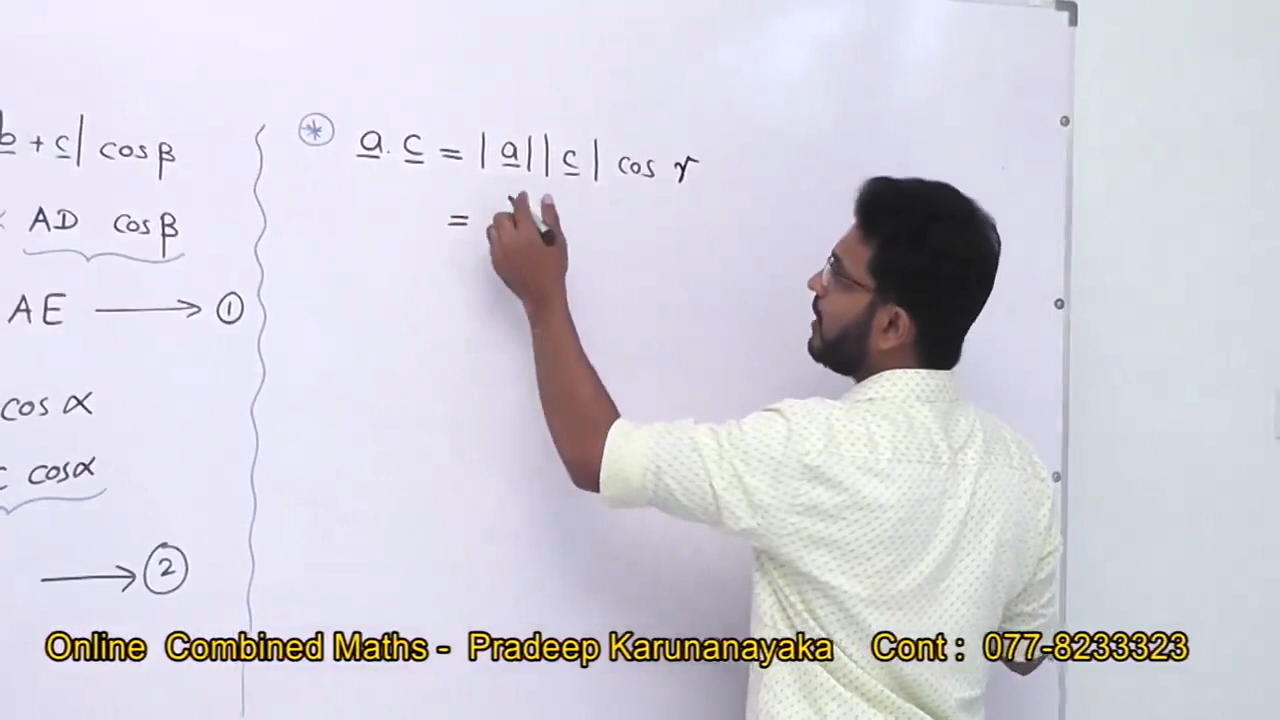 b + c| cos β
AD cos β
AE ⟶ ①
cos α
c cos α
⟶ ②
* a . c = |a||c| cos γ
=
Online Combined Maths - Pradeep Karunanayaka Cont : 077-8233323